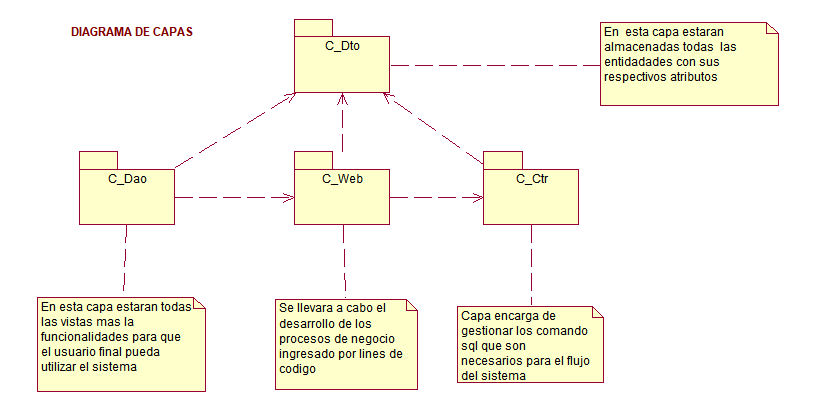 DIAGRAMA DE CAPAS
C_Dto
En  esta capa estaran
almacenadas todas  las
entidadades con sus
respectivos atributos
C_Dao
C_Web
C_Ctr
En esta capa estaran todas
las vistas mas la
funcionalidades para que
el usuario final pueda
utilizar el sistema
Se llevara a cabo el
desarrollo de los
procesos de negocio
ingresado por lines de
codigo
Capa encarga de
gestionar los comando
sql que son
necesarios para el flujo
del sistema